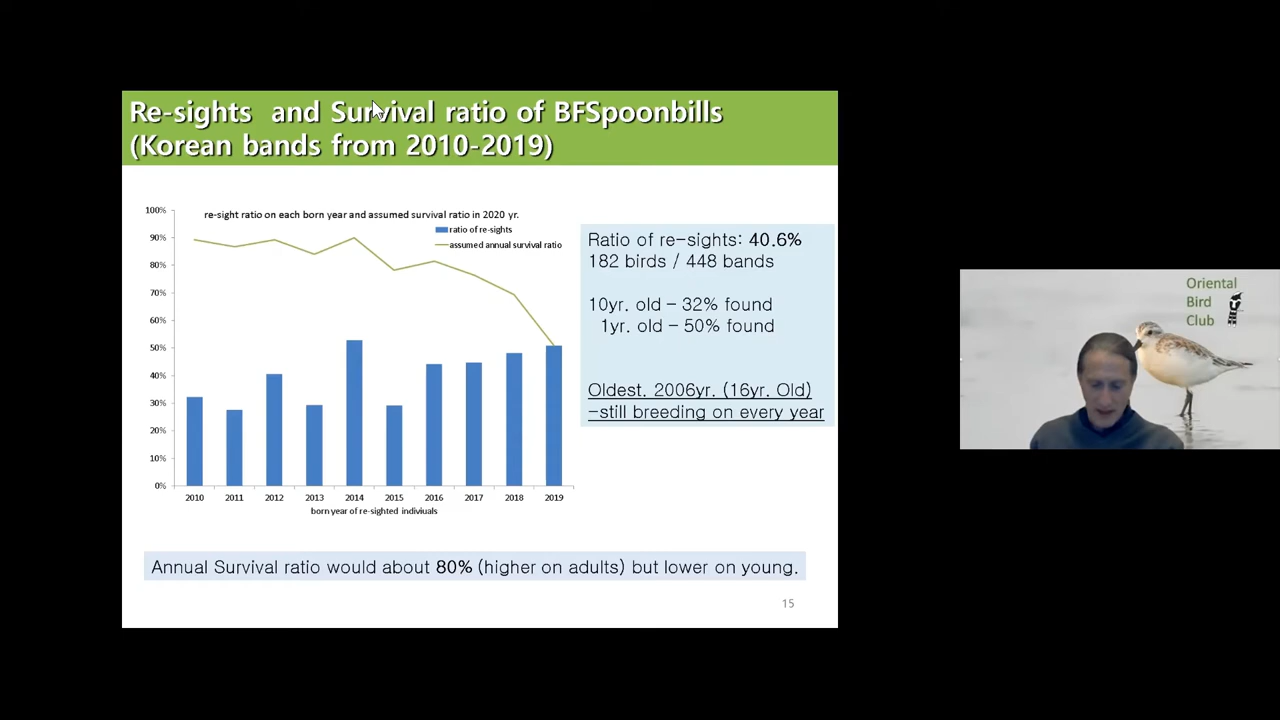 Re-sights and Survival ratio of BFSpoonbills
(Korean bands from 2010-2019)
re-sight ratio on each born year and assumed survival ratio in 2020 yr.
ratio of re-sights
assumed annual survival ratio
100%
90%
80%
70%
60%
50%
40%
30%
20%
10%
0%
2010 2011 2012 2013 2014 2015 2016 2017 2018 2019
born year of re-sighted indiviuals
Ratio of re-sights: 40.6%
182 birds / 448 bands
10yr. old - 32% found
1yr. old - 50% found
Oldest. 2006yr. (16yr. Old)
-still breeding on every year
Annual Survival ratio would about 80% (higher on adults) but lower on young.
15
Oriental
Bird
Club